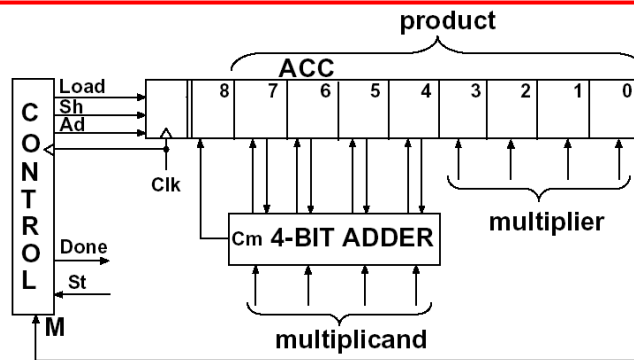 product
ACC
Load
Sh
Ad
8 7 6 5 4 3 2 1 0
CONTROL
Clk
multiplier
Cm 4-BIT ADDER
Done
St
M
multiplicand